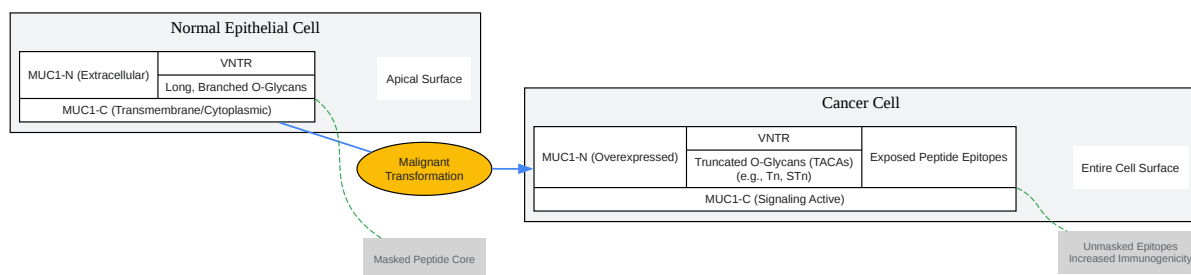 Normal Epithelial Cell
MUC1-N (Extracellular)
VNTR
Long, Branched O-Glycans
Apical Surface
MUC1-C (Transmembrane/Cytoplasmic)
Malignant
Transformation
Masked Peptide Core
Cancer Cell
MUC1-N (Overexpressed)
VNTR
Truncated O-Glycans (TACAs)
(e.g., Tn, STn)
Exposed Peptide Epitopes
Entire Cell Surface
MUC1-C (Signaling Active)
Unmasked Epitopes
Increased Immunogenicity